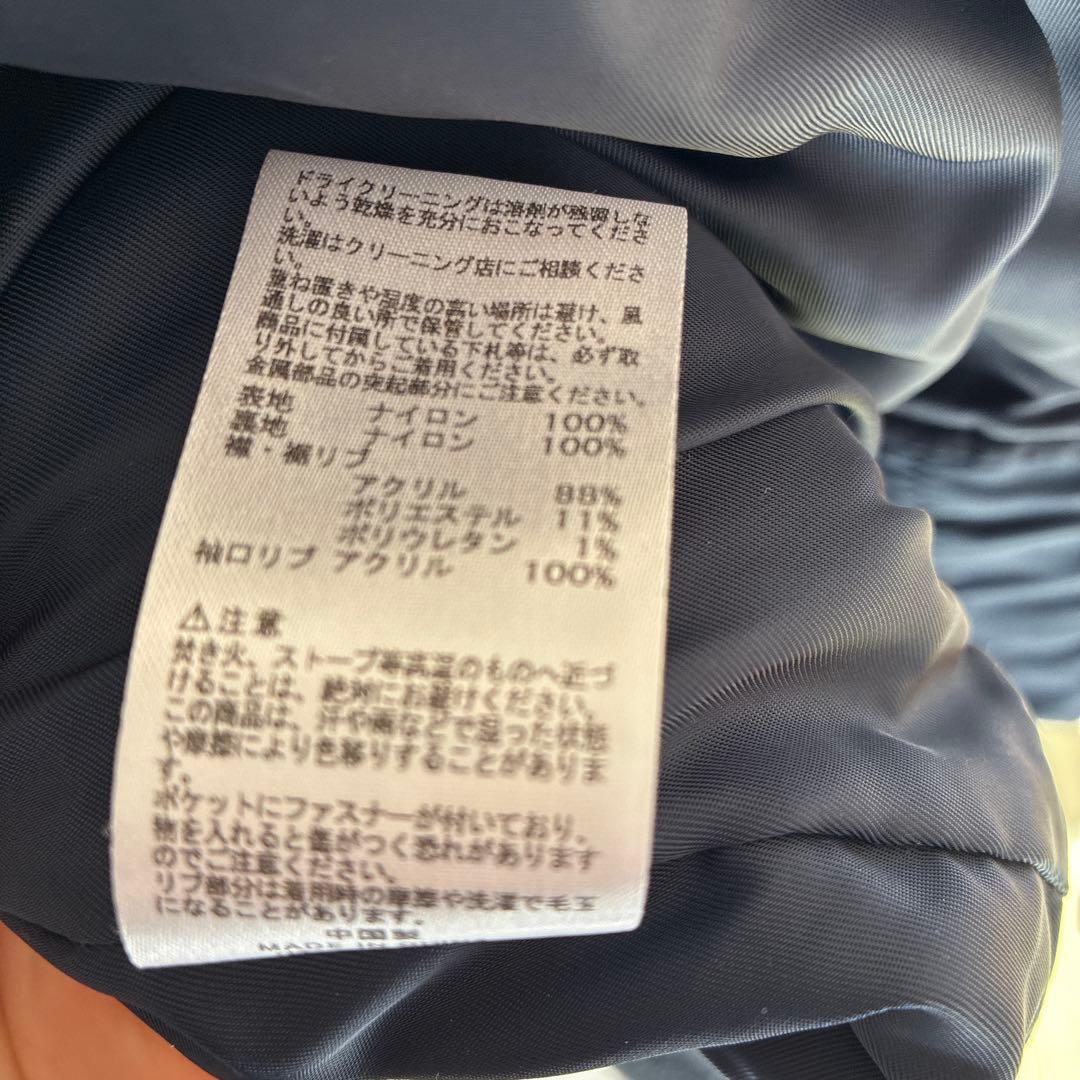 ドライクリーニングは溶剤が残留しな
いよう乾燥を充分におこなってくださ
い。
洗濯はクリーニング店にご相談くださ
い。
重ね置きや湿度の高い場所は避け、風
通しの良い所で保管してください。
商品に付属している下札等は、必ず取
り外してからご着用ください。
金属部品の突起部分にご注意ください。
表地 ナイロン 100%
裏地 ナイロン 100%
襟・裾リブ
アクリル 88%
ポリエステル 11%
ポリウレタン 1%
袖口リブ アクリル 100%
⚠注意
焚き火、ストーブ等高温のものへ近づ
けることは、絶対にお避けください。
この商品は、汗や雨などで湿った状態
や摩擦により色移りすることがありま
す。
ポケットにファスナーが付いており、
物を入れると傷がつく恐れがあります
のでご注意ください。
リブ部分は着用時の摩擦や洗濯で毛玉
になることがあります。
中国製
MADE IN